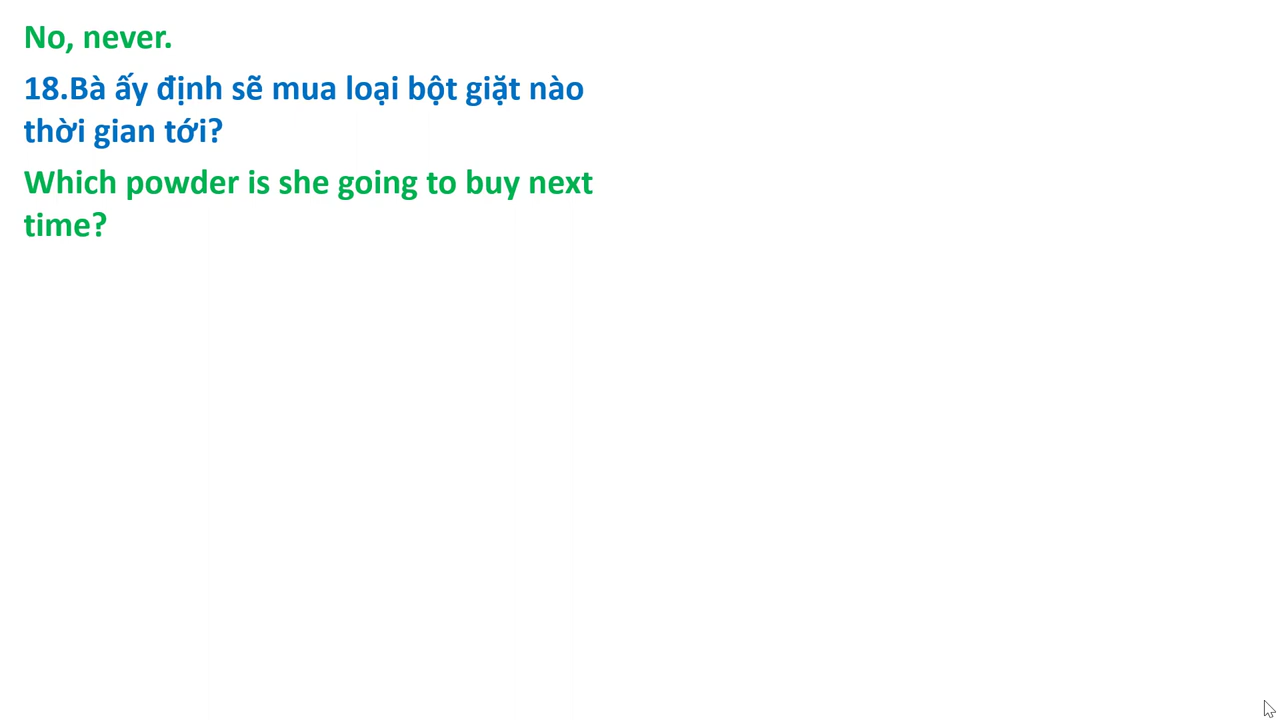 No, never.
18.Bà ấy định sẽ mua loại bột giặt nào
thời gian tới?
Which powder is she going to buy next
time?